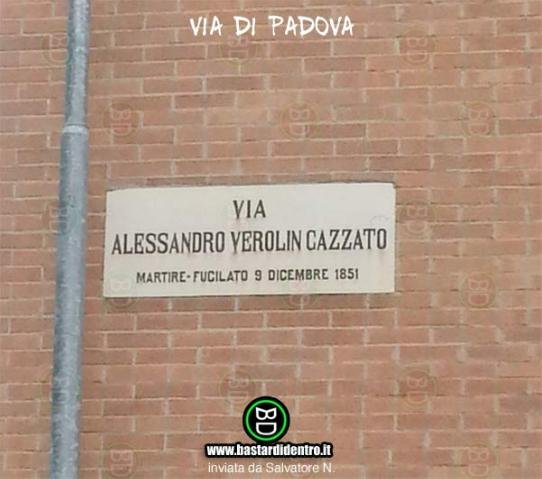 VIA DI PADOVA
VIA
ALESSANDRO VEROLIN CAZZATO
MARTIRE-FUCILATO 9 DICEMBRE 1851
www.bastardidentro.it
inviata da Salvatore N.